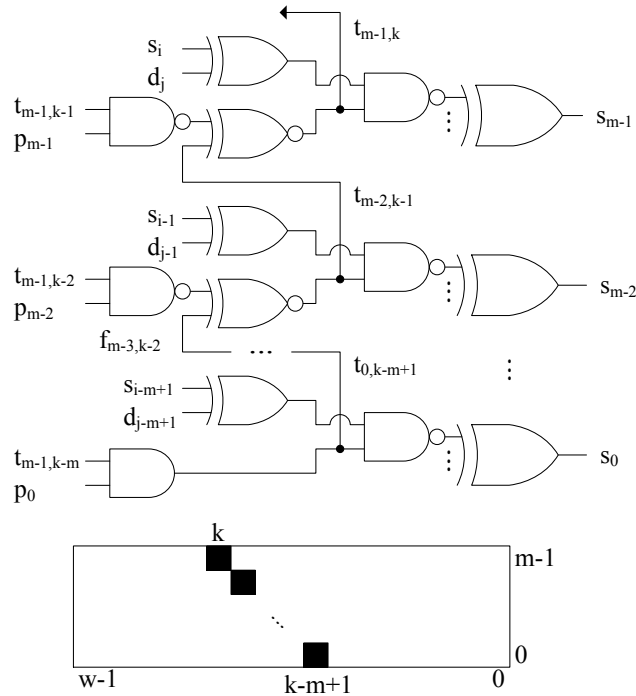 t_{m-1,k}
s_i
d_j
t_{m-1,k-1}
p_{m-1}
s_{m-1}
t_{m-2,k-1}
s_{i-1}
d_{j-1}
t_{m-1,k-2}
p_{m-2}
s_{m-2}
f_{m-3,k-2}
...
t_{0,k-m+1}
s_{i-m+1}
d_{j-m+1}
t_{m-1,k-m}
p_0
s_0
k
m-1
0
w-1
k-m+1
0